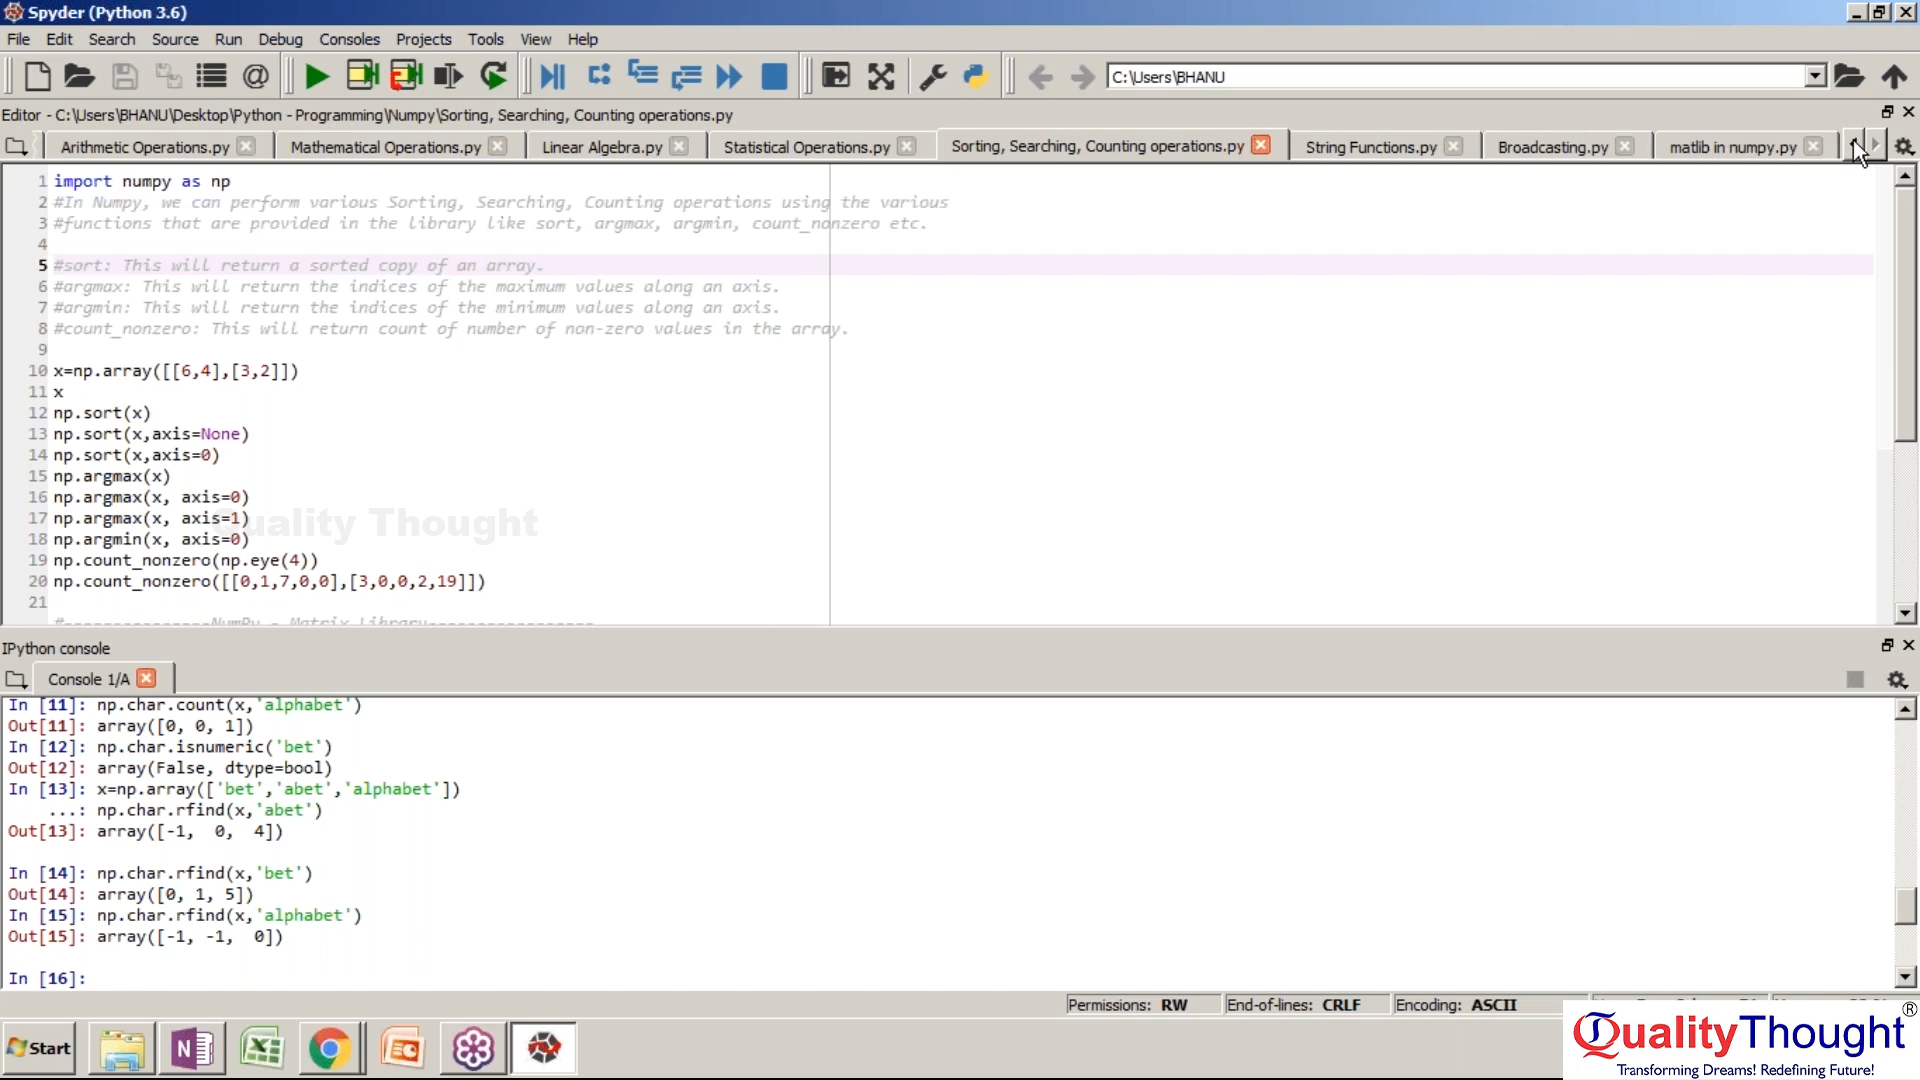 Spyder (Python 3.6)
File Edit Search Source Run Debug Consoles Projects Tools View Help
C:\Users\BHANU
Editor - C:\Users\BHANU\Desktop\Python - Programming\Numpy\Sorting, Searching, Counting operations.py
Arithmetic Operations.py Mathematical Operations.py Linear Algebra.py Statistical Operations.py Sorting, Searching, Counting operations.py String Functions.py Broadcasting.py matlib in numpy.py
1 import numpy as np
2 #In Numpy, we can perform various Sorting, Searching, Counting operations using the various
3 #functions that are provided in the library like sort, argmax, argmin, count_nonzero etc.
4
5 #sort: This will return a sorted copy of an array.
6 #argmax: This will return the indices of the maximum values along an axis.
7 #argmin: This will return the indices of the minimum values along an axis.
8 #count_nonzero: This will return count of number of non-zero values in the array.
9
10 x=np.array([[6,4],[3,2]])
11 x
12 np.sort(x)
13 np.sort(x,axis=None)
14 np.sort(x,axis=0)
15 np.argmax(x)
16 np.argmax(x, axis=0)
17 np.argmax(x, axis=1)
Quality Thought
18 np.argmin(x, axis=0)
19 np.count_nonzero(np.eye(4))
20 np.count_nonzero([[0,1,7,0,0],[3,0,0,2,19]])
21
#----------------NumPy - Matrix Library-----------------
IPython console
Console 1/A
In [11]: np.char.count(x,'alphabet')
Out[11]: array([0, 0, 1])
In [12]: np.char.isnumeric('bet')
Out[12]: array(False, dtype=bool)
In [13]: x=np.array(['bet','abet','alphabet'])
...: np.char.rfind(x,'abet')
Out[13]: array([-1, 0, 4])
In [14]: np.char.rfind(x,'bet')
Out[14]: array([0, 1, 5])
In [15]: np.char.rfind(x,'alphabet')
Out[15]: array([-1, -1, 0])
In [16]:
Permissions: RW End-of-lines: CRLF Encoding: ASCII
Start
QualityThought®
Transforming Dreams! Redefining Future!